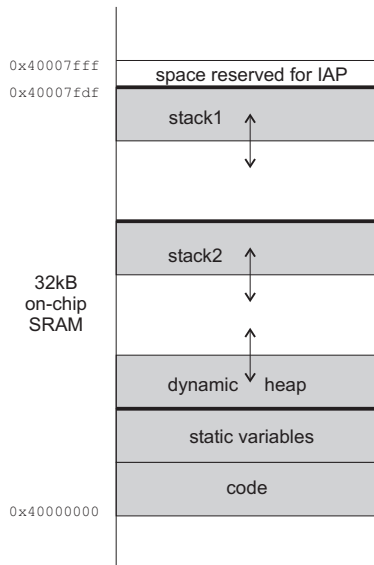 0x40007fff
space reserved for IAP
0x40007fdf
stack1
stack2
32kB
on-chip
SRAM
dynamic heap
static variables
code
0x40000000